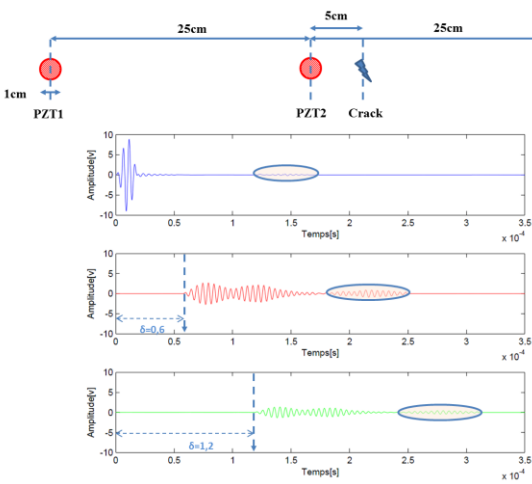 25cm
5cm
25cm
1cm
PZT1
PZT2
Crack
Amplitude[v]
10
5
0
-5
-10
0 0.5 1 1.5 2 2.5 3 3.5
Temps[s]
x 10⁻⁴
Amplitude[v]
10
5
0
-5
-10
δ=0,6
0 0.5 1 1.5 2 2.5 3 3.5
Temps[s]
x 10⁻⁴
Amplitude[v]
10
5
0
-5
-10
δ=1,2
0 0.5 1 1.5 2 2.5 3 3.5
Temps[s]
x 10⁻⁴